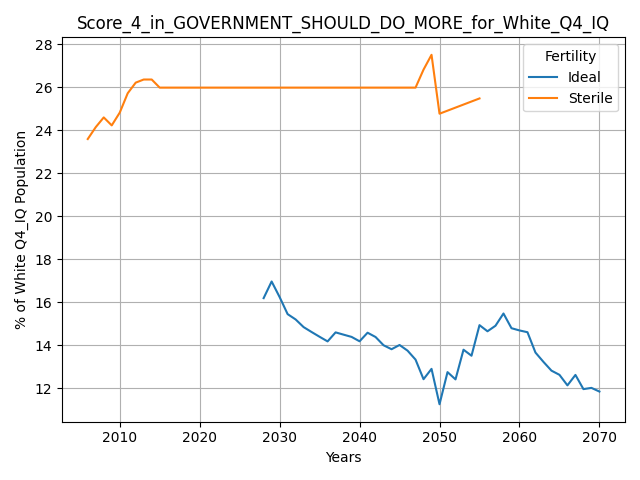 Score_4_in_GOVERNMENT_SHOULD_DO_MORE_for_White_Q4_IQ
% of White Q4_IQ Population
28
26
24
22
20
18
16
14
12
Fertility
Ideal
Sterile
2010 2020 2030 2040 2050 2060 2070
Years